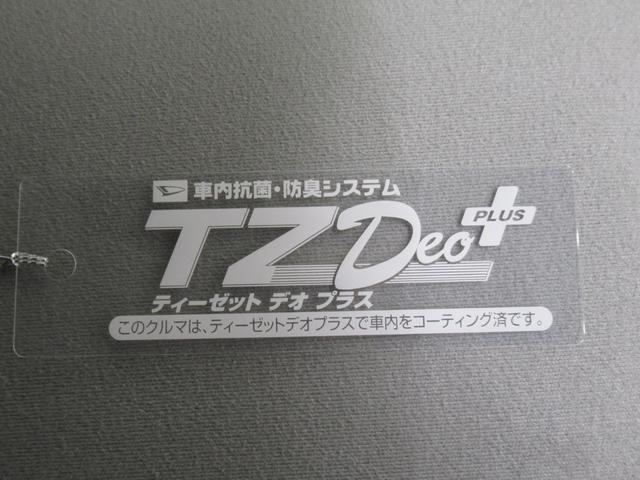 車内抗菌・防臭システム
TZDeo PLUS
ティーゼット デオ プラス
このクルマは、ティーゼットデオプラスで車内をコーティング済です。